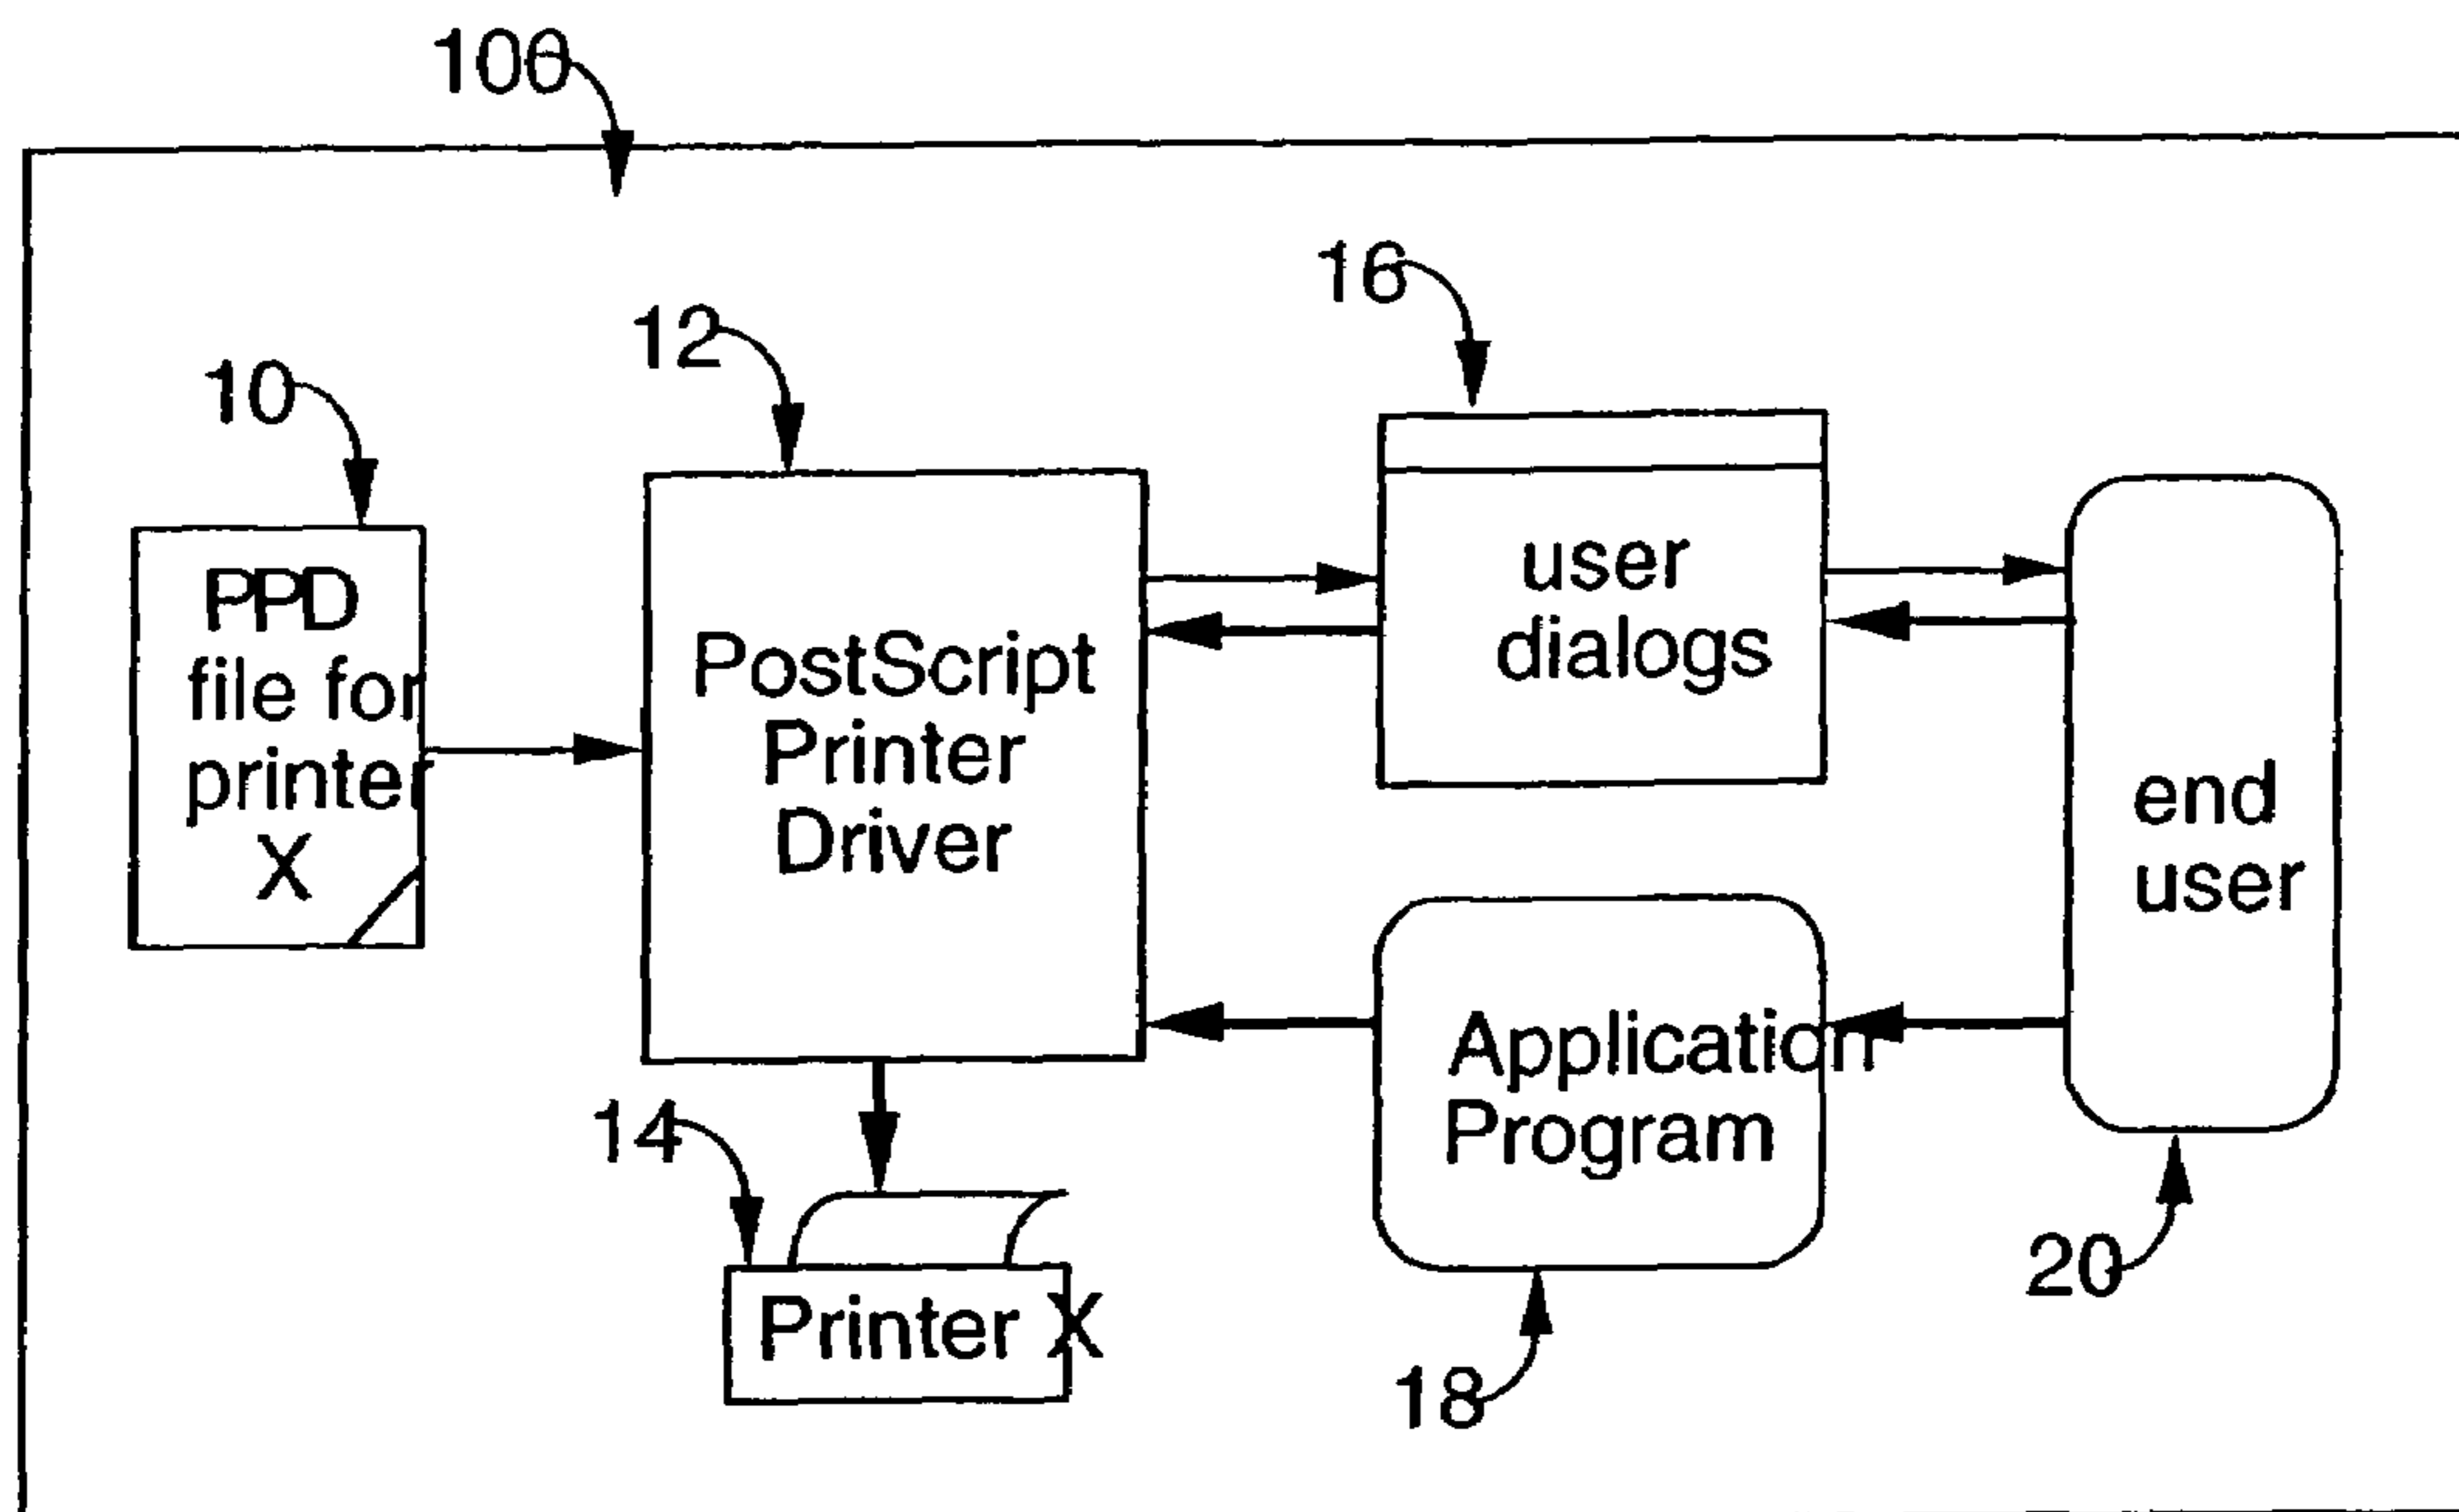 100
16
12
10
user
dialogs
PPD
file for
printer
X
PostScript
Printer
Driver
end
user
Application
Program
14
20
Printer X
18